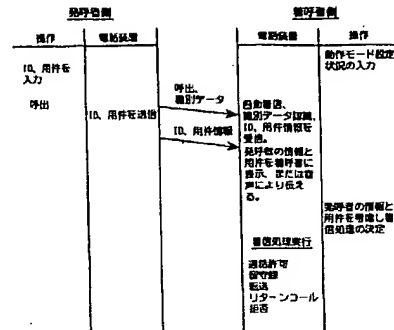 発呼者側
着呼者側
操作
電話装置
電話装置
操作
動作モード設定
状況の入力
ID、用件を
入力
呼出
ID、用件を送信
呼出、
識別データ
ID、用件情報
自動着信、
識別データ認識、
ID、用件情報を
受信。
発呼者の情報と
用件を着呼者に
表示、または音
声により伝え
る。
発呼者の情報と
用件を考慮し着
信処理の決定
着信処理実行
通話許可
留守録
転送
リターンコール
拒否